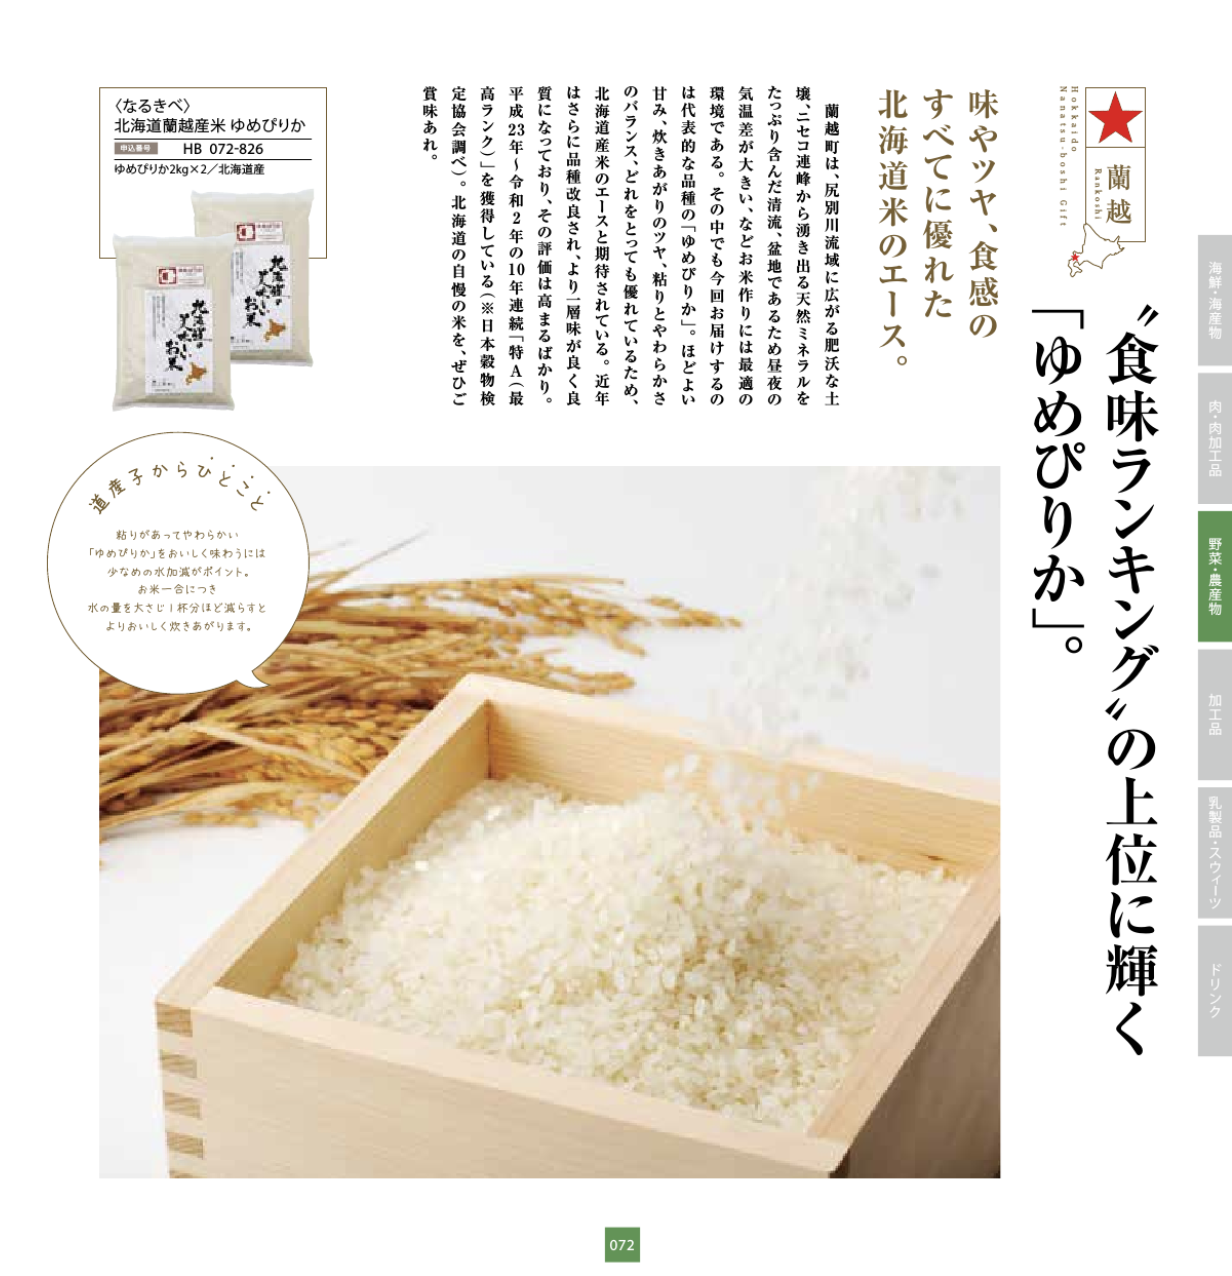 蘭越
Rankoshi
Hokkaido
Nanatsu-boshi Gift
〝食味ランキング〟の上位に輝く
「ゆめぴりか」。
味やツヤ、食感の
すべてに優れた
北海道米のエース。
蘭越町は、尻別川流域に広がる肥沃な土
壌、ニセコ連峰から湧き出る天然ミネラルを
たっぷり含んだ清流、盆地であるため昼夜の
気温差が大きい、などお米作りには最適の
環境である。その中でも今回お届けするの
は代表的な品種の「ゆめぴりか」。ほどよい
甘み、炊きあがりのツヤ、粘りとやわらかさ
のバランス、どれをとっても優れているため、
北海道産米のエースと期待されている。近年
はさらに品種改良され、より一層味が良く良
質になっており、その評価は高まるばかり。
平成23年～令和2年の10年連続「特A（最
高ランク）」を獲得している（※日本穀物検
定協会調べ）。北海道の自慢の米を、ぜひご
賞味あれ。
〈なるきべ〉
北海道蘭越産米 ゆめぴりか
申込番号 HB 072-826
ゆめぴりか2kg×2／北海道産
北海道の
美味しい
お米
北海道の
美味しい
お米
道産子からひとこと
粘りがあってやわらかい
「ゆめぴりか」をおいしく味わうには
少なめの水加減がポイント。
お米一合につき
水の量を大さじ1杯分ほど減らすと
よりおいしく炊きあがります。
海鮮・海産物
肉・肉加工品
野菜・農産物
加工品
乳製品・スウィーツ
ドリンク
072